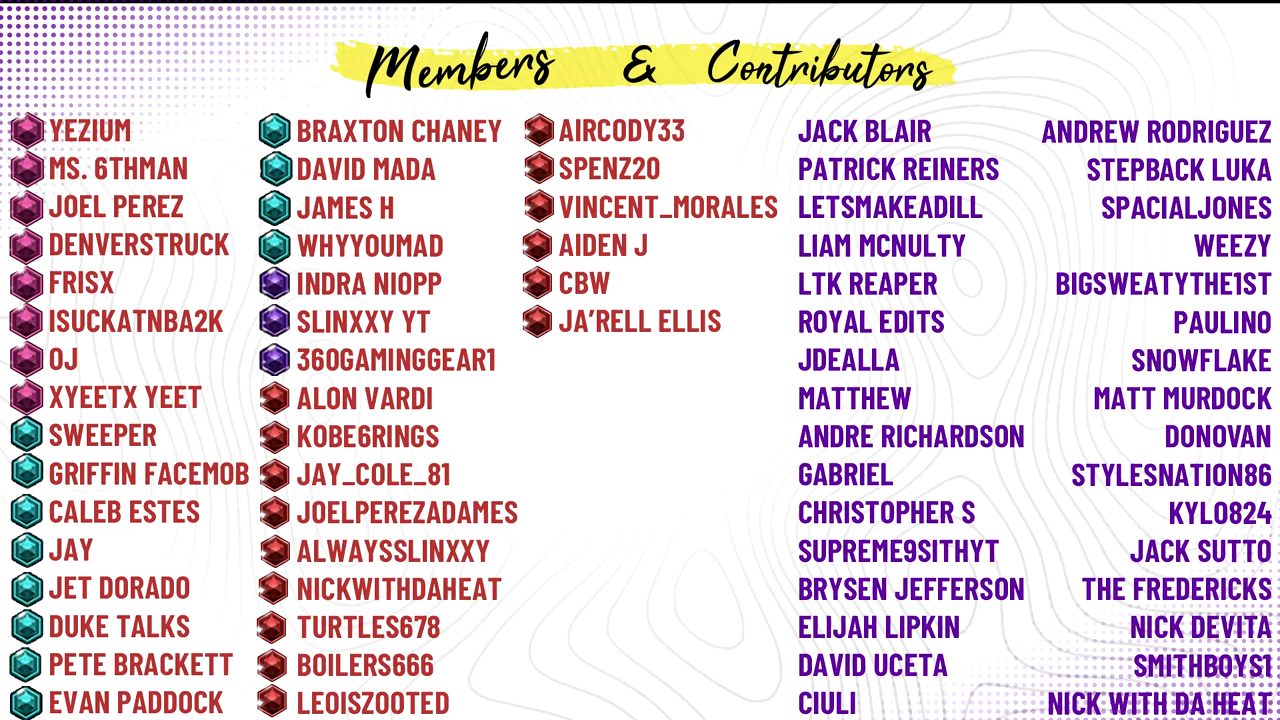 Members & Contributors
YEZIUM
MS. 6THMAN
JOEL PEREZ
DENVERSTRUCK
FRISX
ISUCKATNBA2K
OJ
XYEETX YEET
SWEEPER
GRIFFIN FACEMOB
CALEB ESTES
JAY
JET DORADO
DUKE TALKS
PETE BRACKETT
EVAN PADDOCK
BRAXTON CHANEY
DAVID MADA
JAMES H
WHYYOUMAD
INDRA NIOPP
SLINXXY YT
360GAMINGGEAR1
ALON VARDI
KOBE6RINGS
JAY_COLE_81
JOELPEREZADAMES
ALWAYSSLINXXY
NICKWITHDAHEAT
TURTLES678
BOILERS666
LEOISZOOTED
AIRCODY33
SPENZ20
VINCENT_MORALES
AIDEN J
CBW
JA'RELL ELLIS
JACK BLAIR
PATRICK REINERS
LETSMAKEADILL
LIAM MCNULTY
LTK REAPER
ROYAL EDITS
JDEALLA
MATTHEW
ANDRE RICHARDSON
GABRIEL
CHRISTOPHER S
SUPREME9SITHYT
BRYSEN JEFFERSON
ELIJAH LIPKIN
DAVID UCETA
CIULI
ANDREW RODRIGUEZ
STEPBACK LUKA
SPACIALJONES
WEEZY
BIGSWEATYTHE1ST
PAULINO
SNOWFLAKE
MATT MURDOCK
DONOVAN
STYLESNATION86
KYLO824
JACK SUTTO
THE FREDERICKS
NICK DEVITA
SMITHBOYS1
NICK WITH DA HEAT